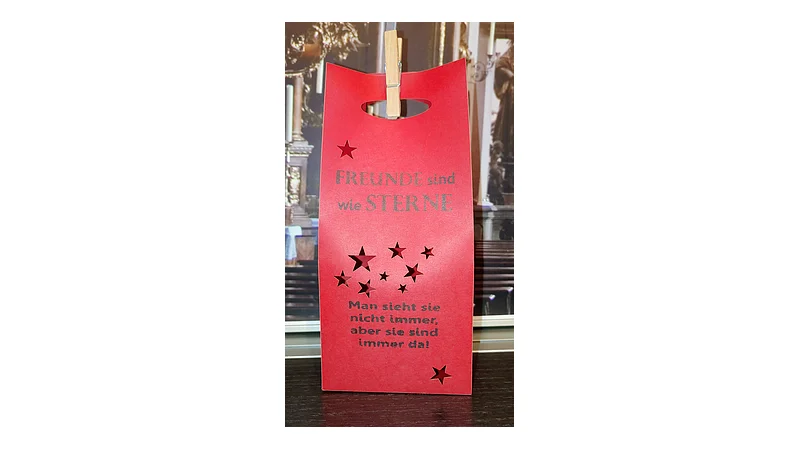 FREUNDE sind
wie STERNE
Man sieht sie
nicht immer,
aber sie sind
immer da!